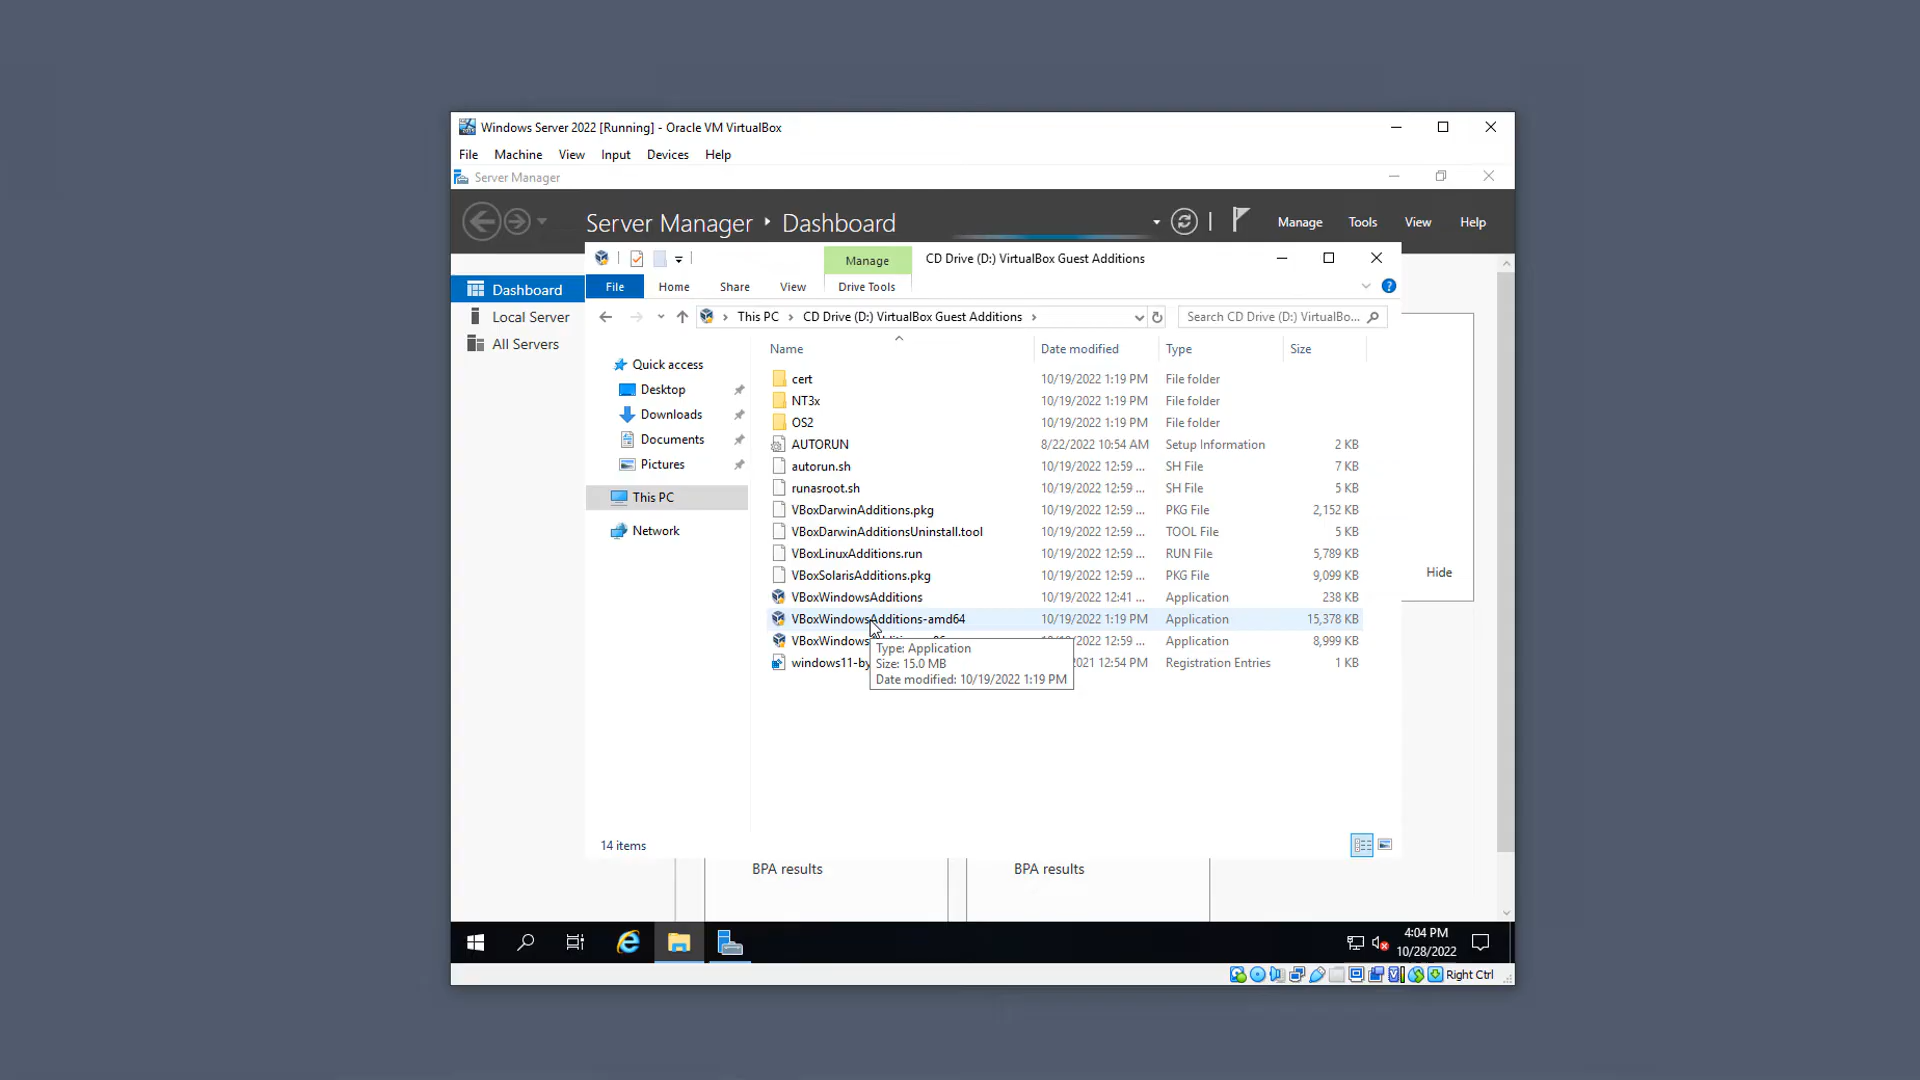 Windows Server 2022 [Running] - Oracle VM VirtualBox
File Machine View Input Devices Help
Server Manager
Server Manager Dashboard
Manage Tools View Help
Manage
CD Drive (D:) VirtualBox Guest Additions
File Home Share View Drive Tools
This PC CD Drive (D:) VirtualBox Guest Additions
Search CD Drive (D:) VirtualBo...
Dashboard
Local Server
All Servers
Quick access
Desktop
Downloads
Documents
Pictures
This PC
Network
Name Date modified Type Size
cert 10/19/2022 1:19 PM File folder
NT3x 10/19/2022 1:19 PM File folder
OS2 10/19/2022 1:19 PM File folder
AUTORUN 8/22/2022 10:54 AM Setup Information 2 KB
autorun.sh 10/19/2022 12:59 ... SH File 7 KB
runasroot.sh 10/19/2022 12:59 ... SH File 5 KB
VBoxDarwinAdditions.pkg 10/19/2022 12:59 ... PKG File 2,152 KB
VBoxDarwinAdditionsUninstall.tool 10/19/2022 12:59 ... TOOL File 5 KB
VBoxLinuxAdditions.run 10/19/2022 12:59 ... RUN File 5,789 KB
VBoxSolarisAdditions.pkg 10/19/2022 12:59 ... PKG File 9,099 KB
VBoxWindowsAdditions 10/19/2022 12:41 ... Application 238 KB
VBoxWindowsAdditions-amd64 10/19/2022 1:19 PM Application 15,378 KB
VBoxWindows 12:59 ... Application 8,999 KB
windows11-by 2021 12:54 PM Registration Entries 1 KB
Type: Application
Size: 15.0 MB
Date modified: 10/19/2022 1:19 PM
Hide
14 items
BPA results BPA results
4:04 PM
10/28/2022
Right Ctrl